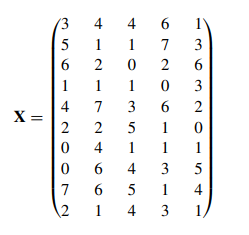 3 4 4 6 1
5 1 1 7 3
6 2 0 2 6
1 1 1 0 3
X = 4 7 3 6 2
2 2 5 1 0
0 4 1 1 1
0 6 4 3 5
7 6 5 1 4
2 1 4 3 1